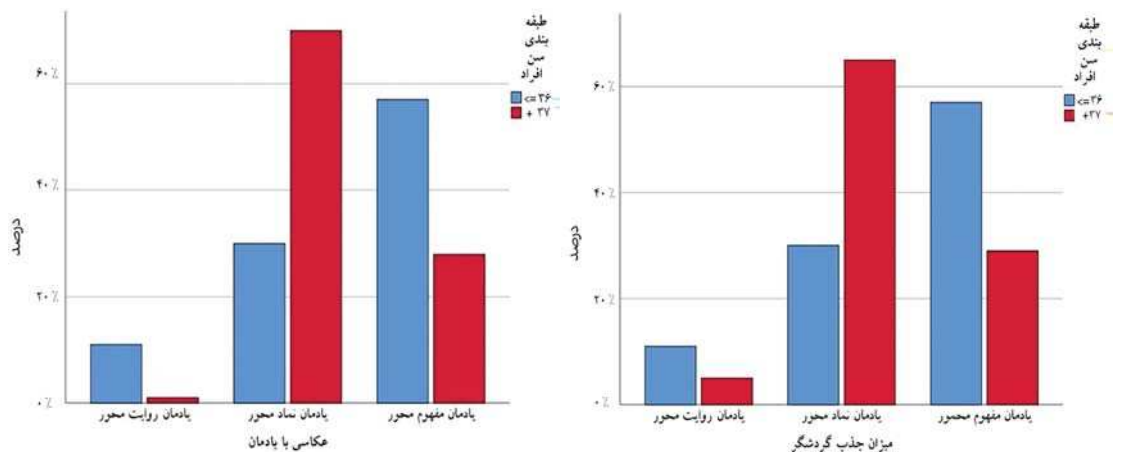 طبقه
بندی
سن
افراد
<=۳۶
۳۷ +
۶۰٪
۴۰٪
۲۰٪
۰٪
درصد
یادمان روایت محور
یادمان نماد محور
یادمان مفهوم محور
عکاسی با یادمان
طبقه
بندی
سن
افراد
<=۳۶
+۳۷
۶۰٪
۴۰٪
۲۰٪
۰٪
درصد
یادمان روایت محور
یادمان نماد محور
یادمان مفهوم محمور
میزان جذب گردشگر